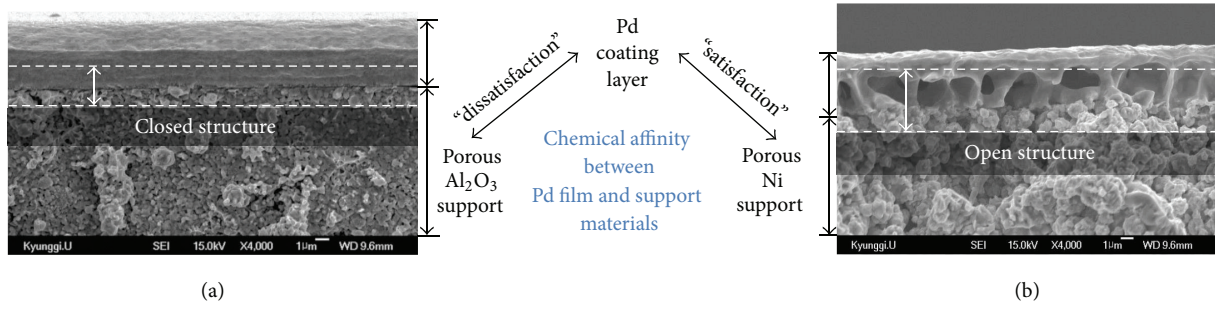 Closed structure
Kyunggi.U SEI 15.0kV X4,000 1μm WD 9.6mm
(a)
Pd
coating
layer
“dissatisfaction”
“satisfaction”
Porous
Al₂O₃
support
Chemical affinity
between
Pd film and support
materials
Porous
Ni
support
Open structure
Kyunggi.U SEI 15.0kV X4,000 1μm WD 9.6mm
(b)